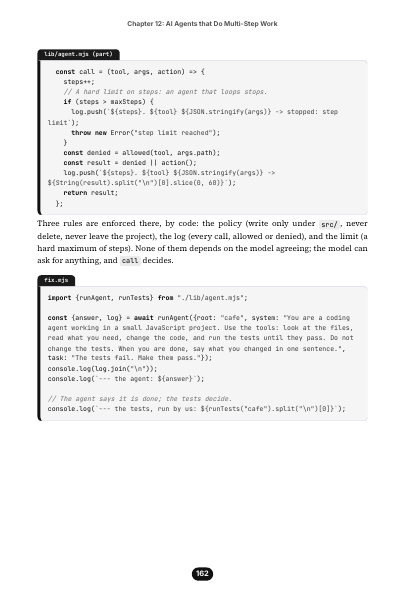 Chapter 12: AI Agents that Do Multi-Step Work
lib/agent.mjs (part)
const call = (tool, args, action) => {
steps++;
// A hard limit on steps: an agent that loops stops.
if (steps > maxSteps) {
log.push(`${steps}. ${tool} ${JSON.stringify(args)} -> stopped: step
limit`);
throw new Error("step limit reached");
}
const denied = allowed(tool, args.path);
const result = denied || action();
log.push(`${steps}. ${tool} ${JSON.stringify(args)} ->
${String(result).split("\n")[0].slice(0, 60)}`);
return result;
};
Three rules are enforced there, by code: the policy (write only under src/, never
delete, never leave the project), the log (every call, allowed or denied), and the limit (a
hard maximum of steps). None of them depends on the model agreeing; the model can
ask for anything, and call decides.
fix.mjs
import {runAgent, runTests} from "./lib/agent.mjs";
const {answer, log} = await runAgent({root: "cafe", system: "You are a coding
agent working in a small JavaScript project. Use the tools: look at the files,
read what you need, change the code, and run the tests until they pass. Do not
change the tests. When you are done, say what you changed in one sentence.",
task: "The tests fail. Make them pass."});
console.log(log.join("\n"));
console.log(`--- the agent: ${answer}`);
// The agent says it is done; the tests decide.
console.log(`--- the tests, run by us: ${runTests("cafe").split("\n")[0]}`);
162